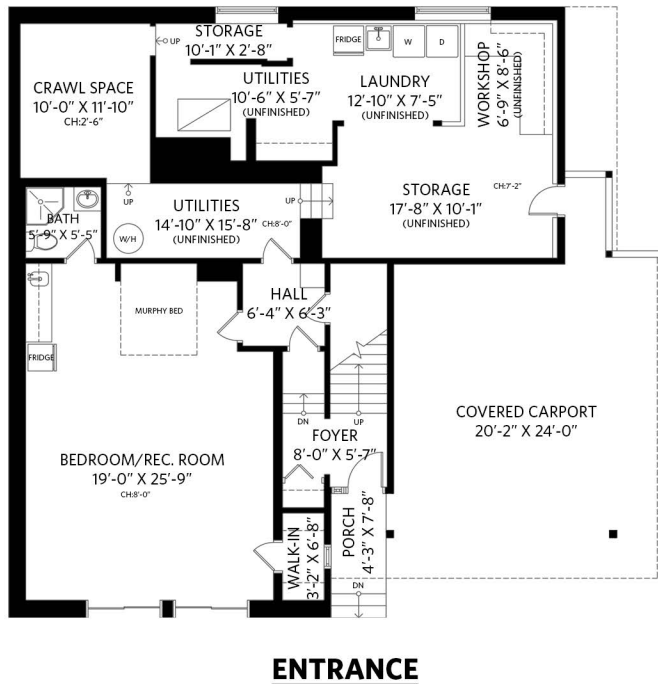 STORAGE
10'-1" X 2'-8"
UP
CRAWL SPACE
10'-0" X 11'-10"
CH:2'-6"
UTILITIES
10'-6" X 5'-7"
(UNFINISHED)
FRIDGE
W
D
LAUNDRY
12'-10" X 7'-5"
(UNFINISHED)
WORKSHOP
6'-9" X 8'-6"
(UNFINISHED)
STORAGE
17'-8" X 10'-1"
(UNFINISHED)
CH:7'-2"
UP
UP
UTILITIES
14'-10" X 15'-8"
(UNFINISHED)
CH:8'-0"
W/H
BATH
5'-9" X 5'-5"
MURPHY BED
HALL
6'-4" X 6'-3"
FRIDGE
DN
UP
FOYER
8'-0" X 5'-7"
COVERED CARPORT
20'-2" X 24'-0"
BEDROOM/REC. ROOM
19'-0" X 25'-9"
CH:8'-0"
WALK-IN
3'-2" X 6'-8"
PORCH
4'-3" X 7'-8"
DN
ENTRANCE